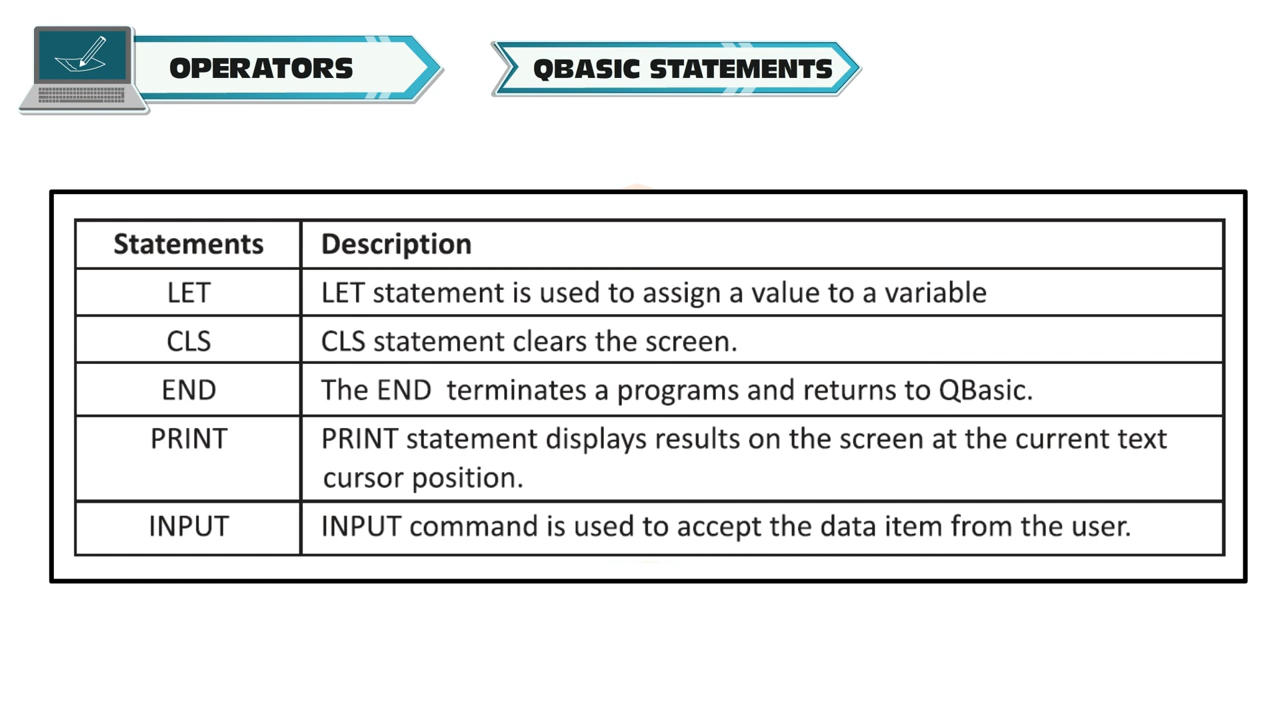 OPERATORS
QBASIC STATEMENTS
Statements Description
LET LET statement is used to assign a value to a variable
CLS CLS statement clears the screen.
END The END terminates a programs and returns to QBasic.
PRINT PRINT statement displays results on the screen at the current text
cursor position.
INPUT INPUT command is used to accept the data item from the user.